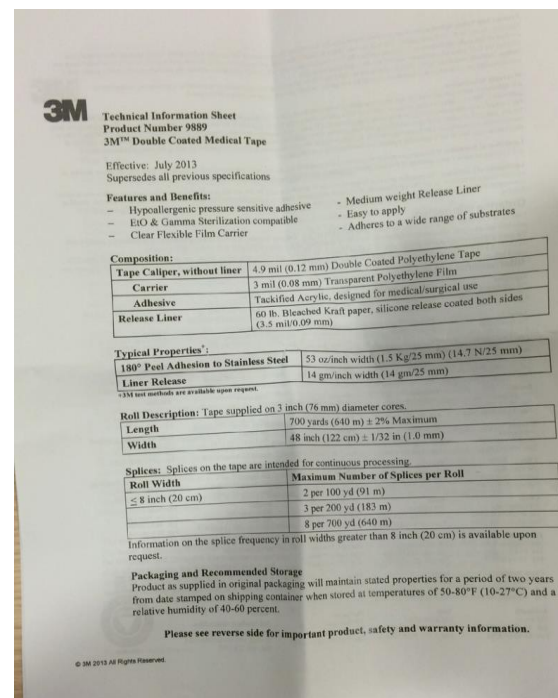 3M
Technical Information Sheet
Product Number 9889
3M™ Double Coated Medical Tape
Effective: July 2013
Supersedes all previous specifications
Features and Benefits:
– Hypoallergenic pressure sensitive adhesive
– EtO & Gamma Sterilization compatible
– Clear Flexible Film Carrier
- Medium weight Release Liner
- Easy to apply
- Adheres to a wide range of substrates
Composition:
Tape Caliper, without liner 4.9 mil (0.12 mm) Double Coated Polyethylene Tape
Carrier 3 mil (0.08 mm) Transparent Polyethylene Film
Adhesive Tackified Acrylic, designed for medical/surgical use
Release Liner 60 lb. Bleached Kraft paper, silicone release coated both sides
(3.5 mil/0.09 mm)
Typical Properties+:
180° Peel Adhesion to Stainless Steel 53 oz/inch width (1.5 Kg/25 mm) (14.7 N/25 mm)
Liner Release 14 gm/inch width (14 gm/25 mm)
+3M test methods are available upon request.
Roll Description: Tape supplied on 3 inch (76 mm) diameter cores.
Length 700 yards (640 m) ± 2% Maximum
Width 48 inch (122 cm) ± 1/32 in (1.0 mm)
Splices: Splices on the tape are intended for continuous processing.
Roll Width Maximum Number of Splices per Roll
≤ 8 inch (20 cm) 2 per 100 yd (91 m)
3 per 200 yd (183 m)
8 per 700 yd (640 m)
Information on the splice frequency in roll widths greater than 8 inch (20 cm) is available upon
request.
Packaging and Recommended Storage
Product as supplied in original packaging will maintain stated properties for a period of two years
from date stamped on shipping container when stored at temperatures of 50-80°F (10-27°C) and a
relative humidity of 40-60 percent.
Please see reverse side for important product, safety and warranty information.
© 3M 2013 All Rights Reserved.